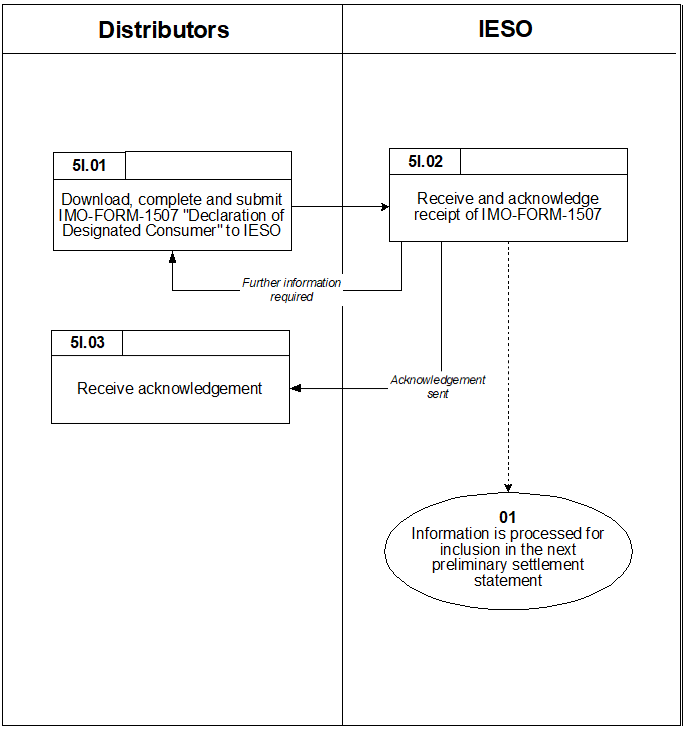 Distributors
IESO
5I.01
Download, complete and submit
IMO-FORM-1507 "Declaration of
Designated Consumer" to IESO
5I.02
Receive and acknowledge
receipt of IMO-FORM-1507
Further information
required
5I.03
Receive acknowledgement
Acknowledgement
sent
01
Information is processed for
inclusion in the next
preliminary settlement
statement